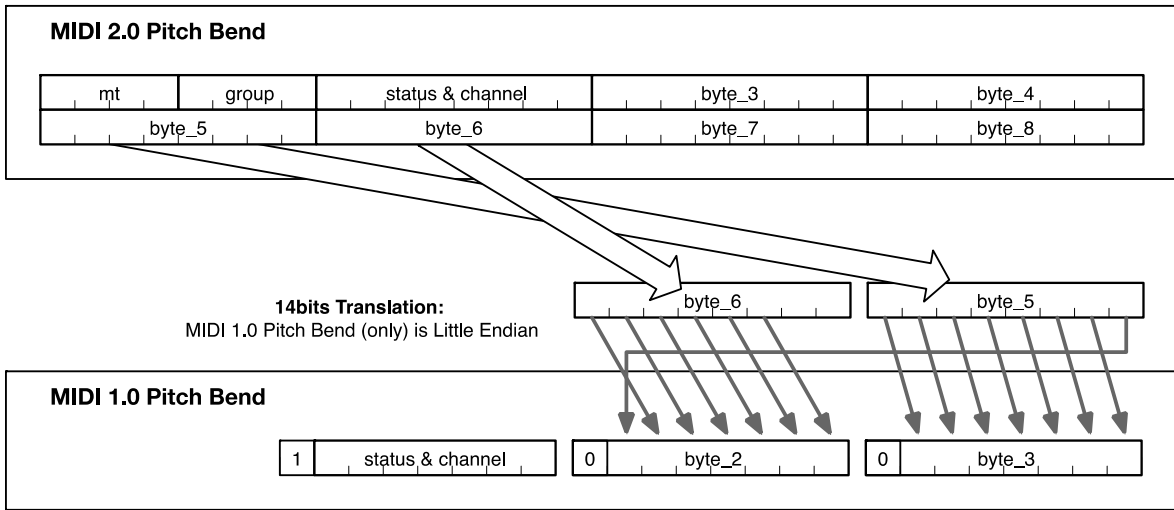 MIDI 2.0 Pitch Bend
mt group status & channel byte_3 byte_4
byte_5 byte_6 byte_7 byte_8
byte_6 byte_5
14bits Translation:
MIDI 1.0 Pitch Bend (only) is Little Endian
MIDI 1.0 Pitch Bend
1 status & channel 0 byte_2 0 byte_3